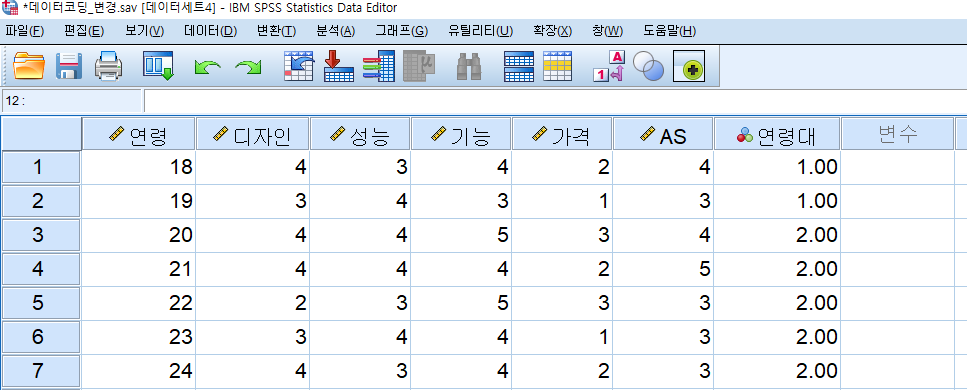 *데이터코딩_변경.sav [데이터세트4] - IBM SPSS Statistics Data Editor
파일(F) 편집(E) 보기(V) 데이터(D) 변환(T) 분석(A) 그래프(G) 유틸리티(U) 확장(X) 창(W) 도움말(H)
12 :
연령 디자인 성능 기능 가격 AS 연령대 변수
1 18 4 3 4 2 4 1.00
2 19 3 4 3 1 3 1.00
3 20 4 4 5 3 4 2.00
4 21 4 4 4 2 5 2.00
5 22 2 3 5 3 3 2.00
6 23 3 4 4 1 3 2.00
7 24 4 3 4 2 3 2.00